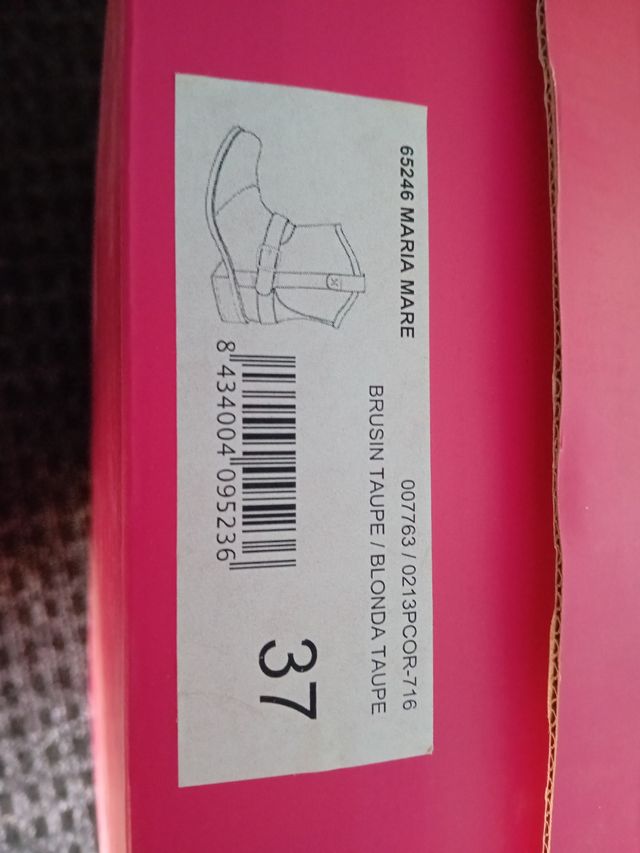 65246 MARIA MARE
007763 / 0213PCOR-716
BRUSIN TAUPE / BLONDA TAUPE
8 434004 095236
37